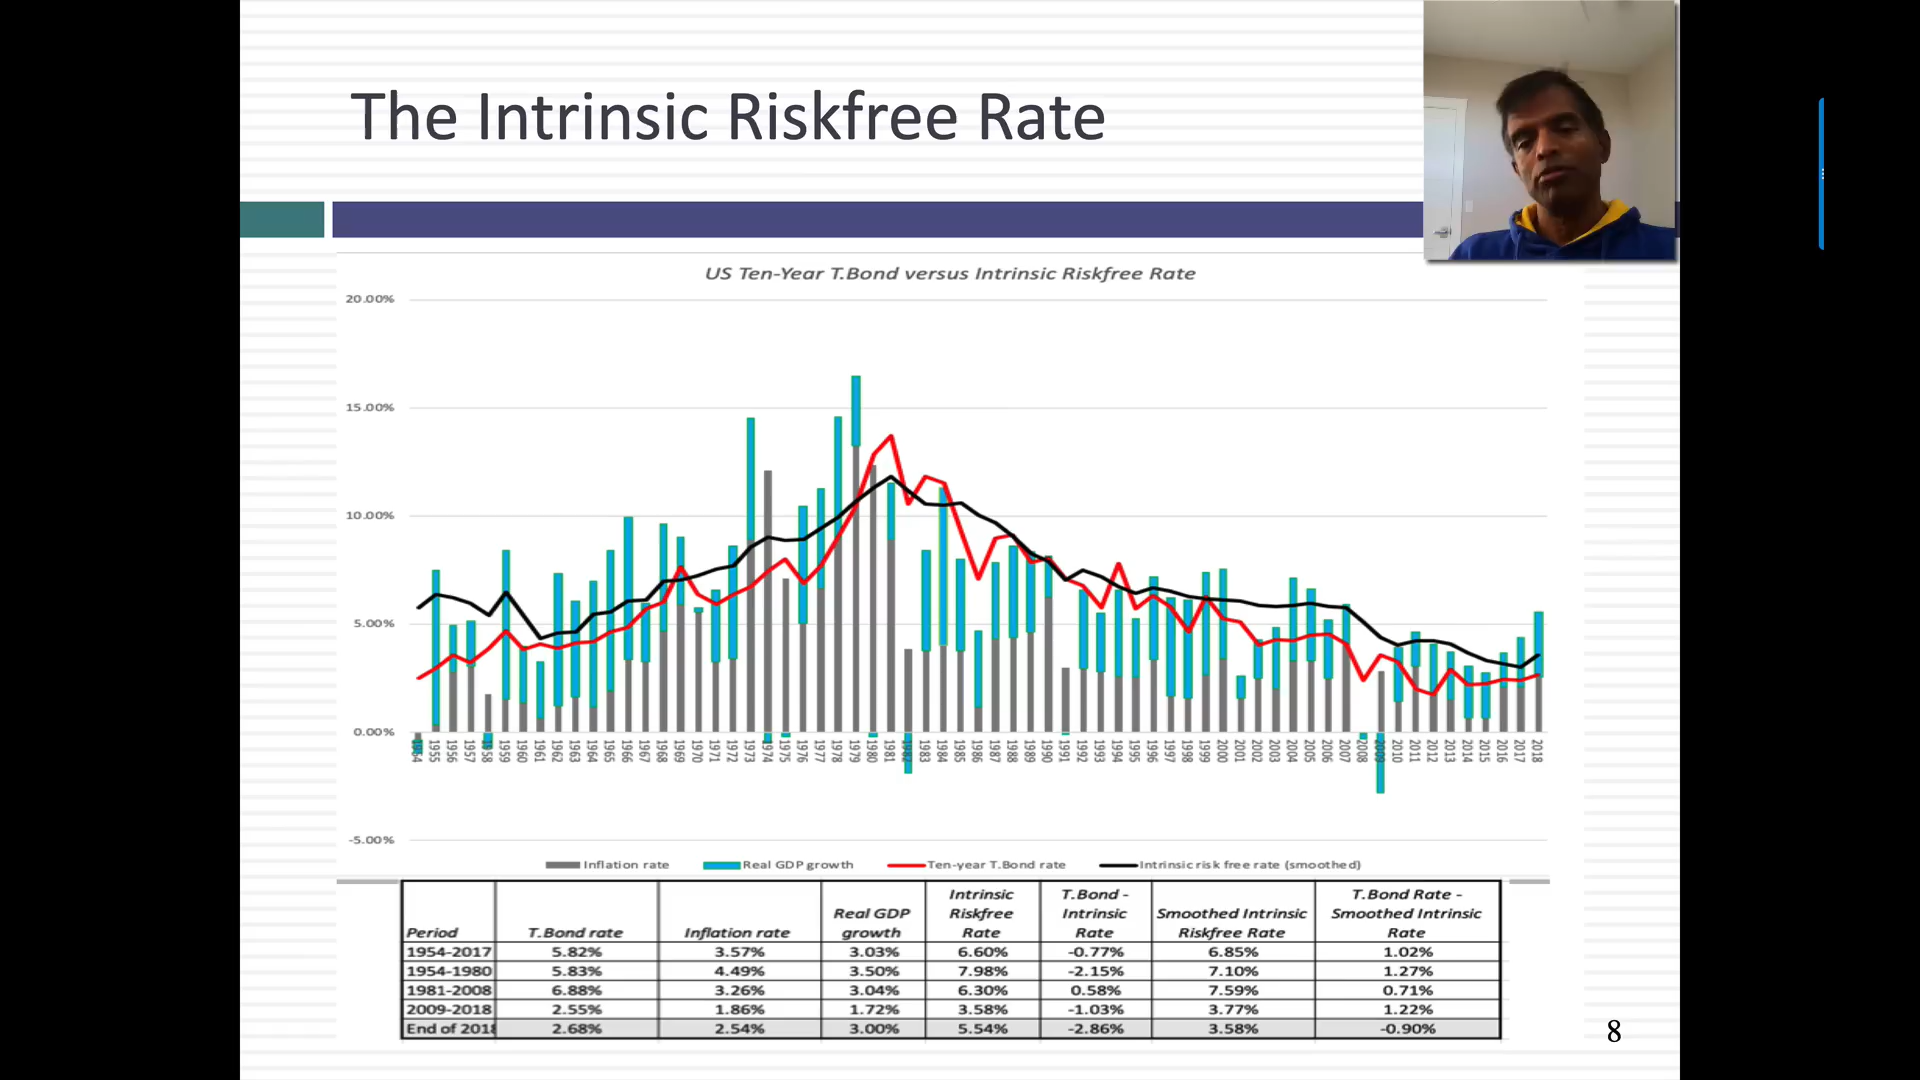 The Intrinsic Riskfree Rate
US Ten-Year T.Bond versus Intrinsic Riskfree Rate
20.00%
15.00%
10.00%
5.00%
0.00%
-5.00%
1954 1955 1956 1957 1958 1959 1960 1961 1962 1963 1964 1965 1966 1967 1968 1969 1970 1971 1972 1973 1974 1975 1976 1977 1978 1979 1980 1981 1982 1983 1984 1985 1986 1987 1988 1989 1990 1991 1992 1993 1994 1995 1996 1997 1998 1999 2000 2001 2002 2003 2004 2005 2006 2007 2008 2009 2010 2011 2012 2013 2014 2015 2016 2017 2018
Inflation rate Real GDP growth Ten-year T.Bond rate Intrinsic risk free rate (smoothed)
Period T.Bond rate Inflation rate Real GDP growth Intrinsic Riskfree Rate T.Bond - Intrinsic Rate Smoothed Intrinsic Riskfree Rate T.Bond Rate - Smoothed Intrinsic Rate
1954-2017 5.82% 3.57% 3.03% 6.60% -0.77% 6.85% 1.02%
1954-1980 5.83% 4.49% 3.50% 7.98% -2.15% 7.10% 1.27%
1981-2008 6.88% 3.26% 3.04% 6.30% 0.58% 7.59% 0.71%
2009-2018 2.55% 1.86% 1.72% 3.58% -1.03% 3.77% 1.22%
End of 2018 2.68% 2.54% 3.00% 5.54% -2.86% 3.58% -0.90%
8